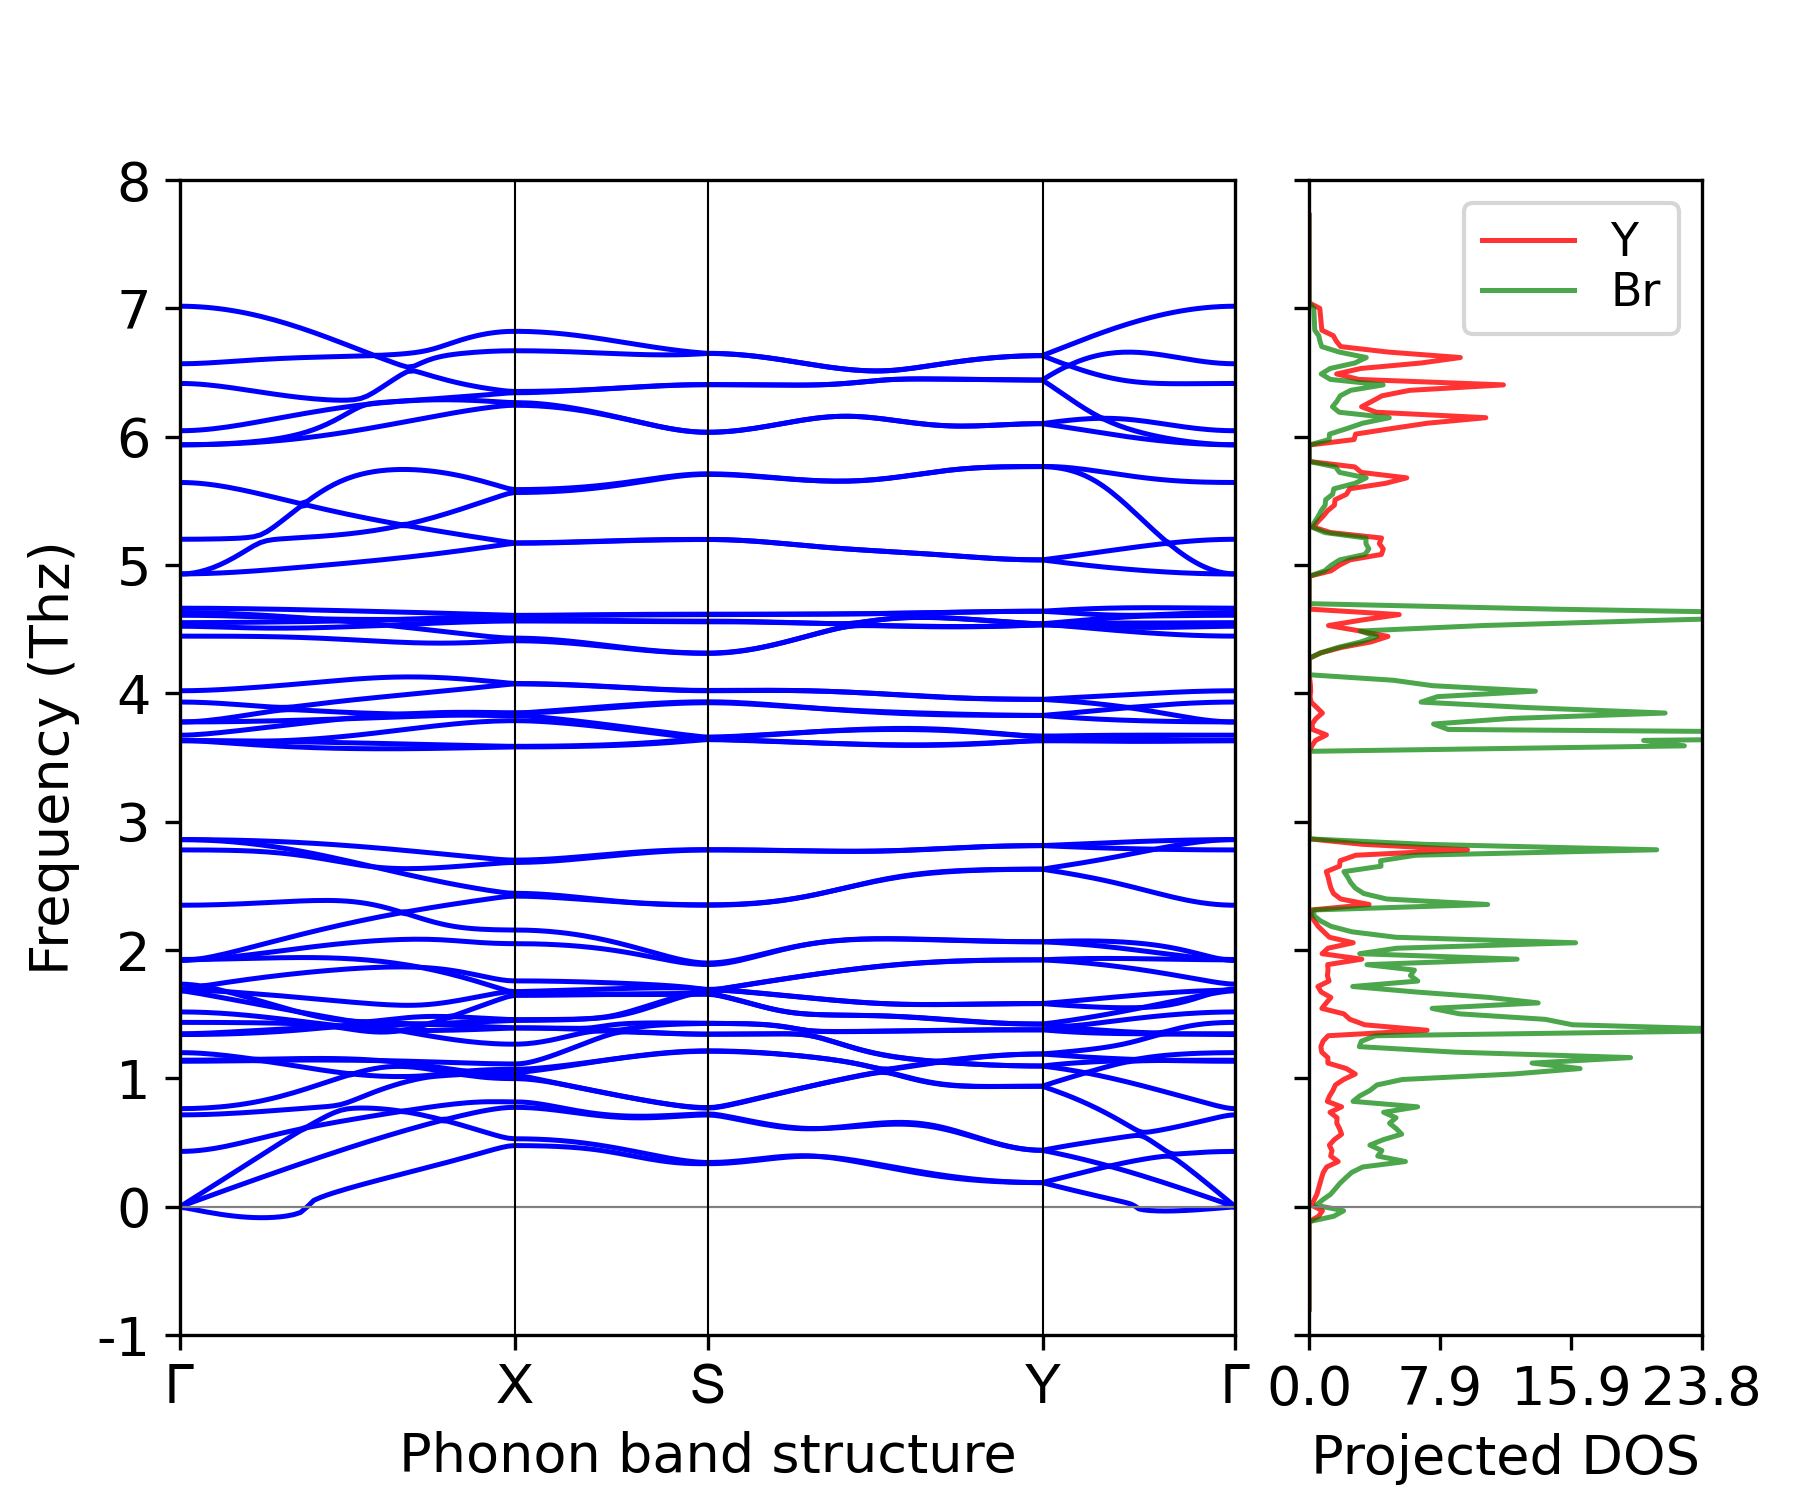 8
7
6
5
4
3
2
1
0
-1
Frequency (Thz)
Γ X S Y Γ
Phonon band structure
Y
Br
0.0 7.9 15.9 23.8
Projected DOS